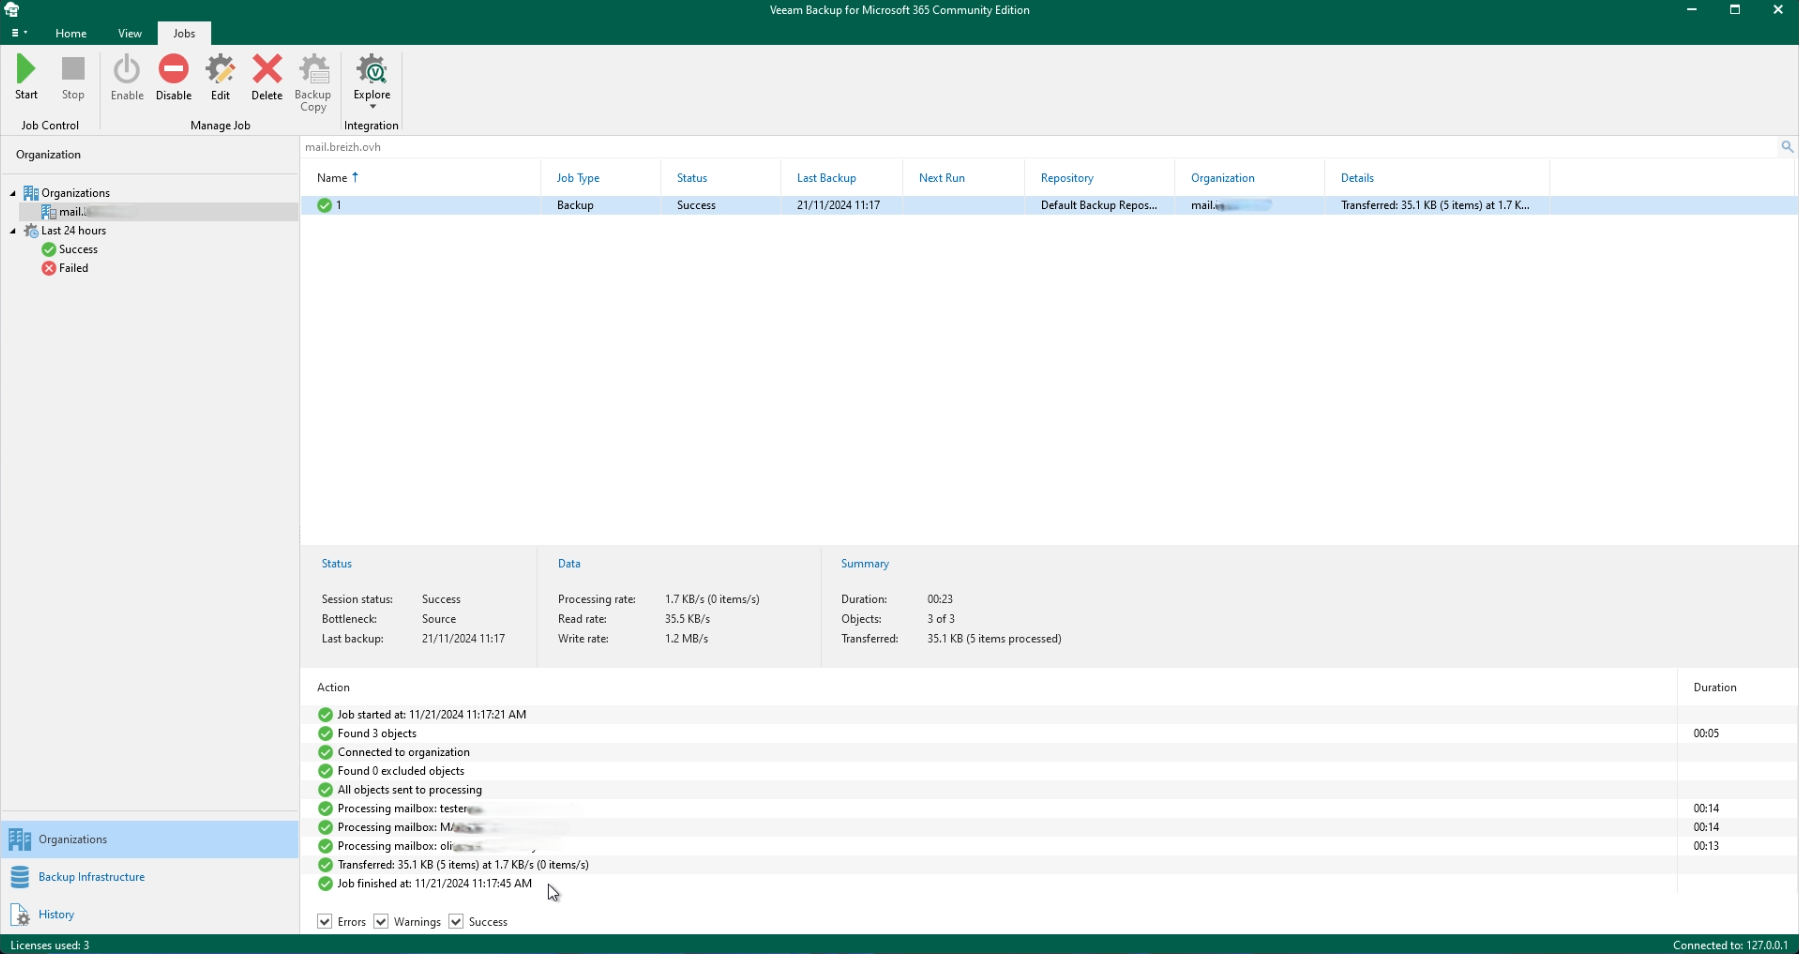 Veeam Backup for Microsoft 365 Community Edition
Home View Jobs
Start Stop Enable Disable Edit Delete Backup Copy Explore
Job Control Manage Job Integration
Organization
mail.breizh.ovh
Name Job Type Status Last Backup Next Run Repository Organization Details
1 Backup Success 21/11/2024 11:17 Default Backup Repos... mail. Transferred: 35.1 KB (5 items) at 1.7 K...
Organizations
mail.
Last 24 hours
Success
Failed
Status Data Summary
Session status: Success Processing rate: 1.7 KB/s (0 items/s) Duration: 00:23
Bottleneck: Source Read rate: 35.5 KB/s Objects: 3 of 3
Last backup: 21/11/2024 11:17 Write rate: 1.2 MB/s Transferred: 35.1 KB (5 items processed)
Action Duration
Job started at: 11/21/2024 11:17:21 AM
Found 3 objects 00:05
Connected to organization
Found 0 excluded objects
All objects sent to processing
Processing mailbox: 00:14
Processing mailbox: 00:14
Processing mailbox: 00:13
Transferred: 35.1 KB (5 items) at 1.7 KB/s (0 items/s)
Job finished at: 11/21/2024 11:17:45 AM
Errors Warnings Success
Organizations
Backup Infrastructure
History
Licenses used: 3 Connected to: 127.0.0.1